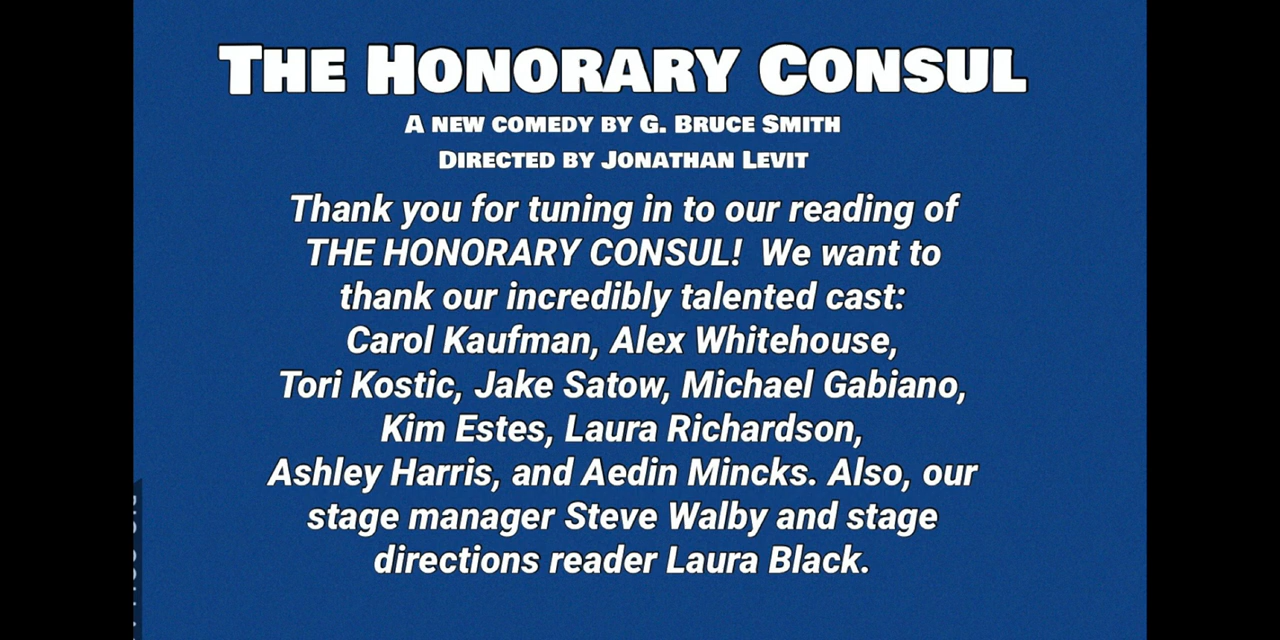 THE HONORARY CONSUL
A NEW COMEDY BY G. BRUCE SMITH
DIRECTED BY JONATHAN LEVIT
Thank you for tuning in to our reading of
THE HONORARY CONSUL! We want to
thank our incredibly talented cast:
Carol Kaufman, Alex Whitehouse,
Tori Kostic, Jake Satow, Michael Gabiano,
Kim Estes, Laura Richardson,
Ashley Harris, and Aedin Mincks. Also, our
stage manager Steve Walby and stage
directions reader Laura Black.